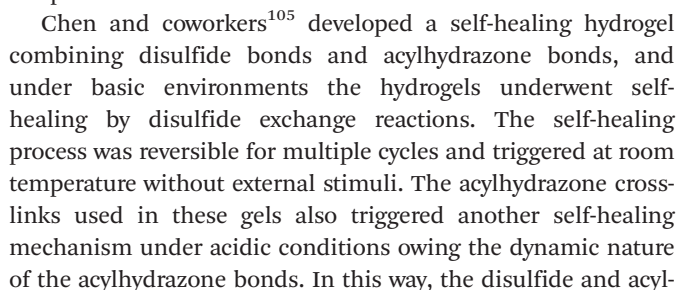 Chen and coworkers105 developed a self-healing hydrogel
combining disulfide bonds and acylhydrazone bonds, and
under basic environments the hydrogels underwent self-
healing by disulfide exchange reactions. The self-healing
process was reversible for multiple cycles and triggered at room
temperature without external stimuli. The acylhydrazone cross-
links used in these gels also triggered another self-healing
mechanism under acidic conditions owing the dynamic nature
of the acylhydrazone bonds. In this way, the disulfide and acyl-